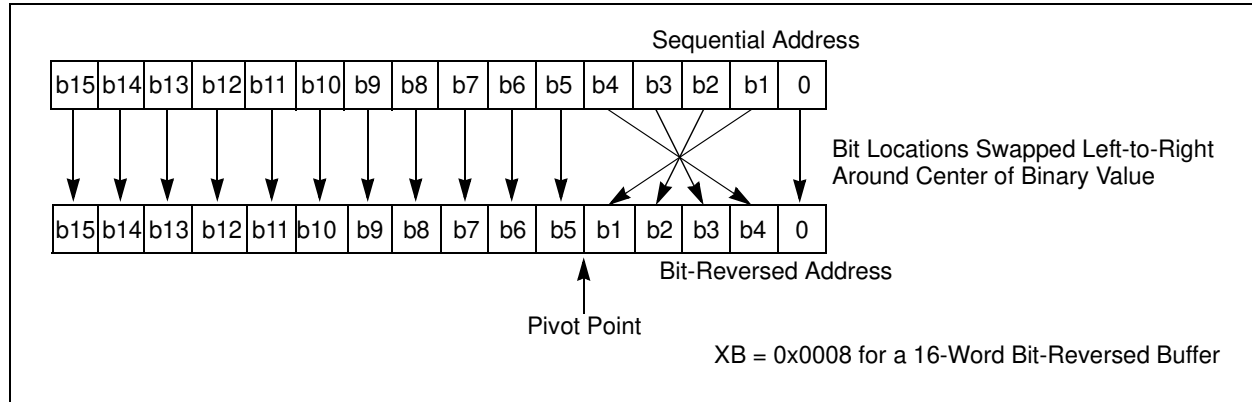 Sequential Address
b15 b14 b13 b12 b11 b10 b9 b8 b7 b6 b5 b4 b3 b2 b1 0
Bit Locations Swapped Left-to-Right
Around Center of Binary Value
b15 b14 b13 b12 b11 b10 b9 b8 b7 b6 b5 b1 b2 b3 b4 0
Bit-Reversed Address
Pivot Point
XB = 0x0008 for a 16-Word Bit-Reversed Buffer